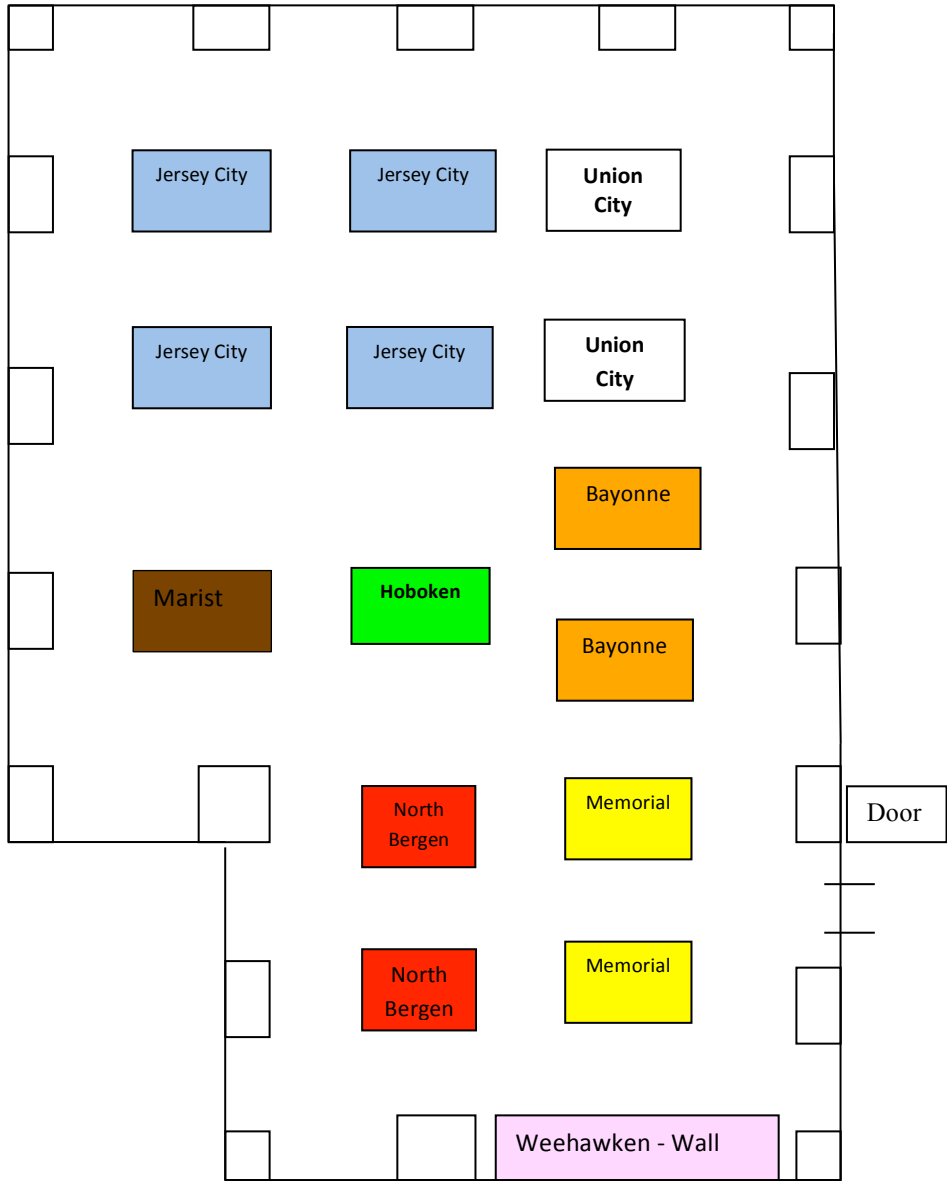 Jersey City
Jersey City
Union
City
Jersey City
Jersey City
Union
City
Bayonne
Marist
Hoboken
Bayonne
North
Bergen
Memorial
Door
North
Bergen
Memorial
Weehawken - Wall